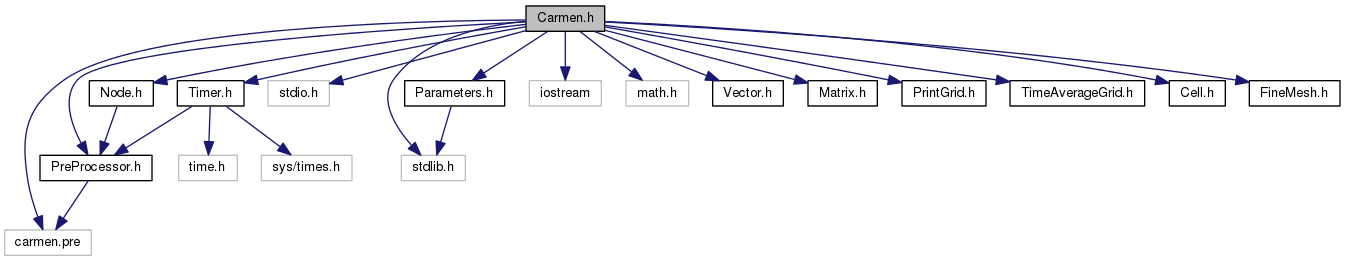 Carmen.h
Node.h
Timer.h
stdio.h
Parameters.h
iostream
math.h
Vector.h
Matrix.h
PrintGrid.h
TimeAverageGrid.h
Cell.h
FineMesh.h
PreProcessor.h
time.h
sys/times.h
stdlib.h
carmen.pre